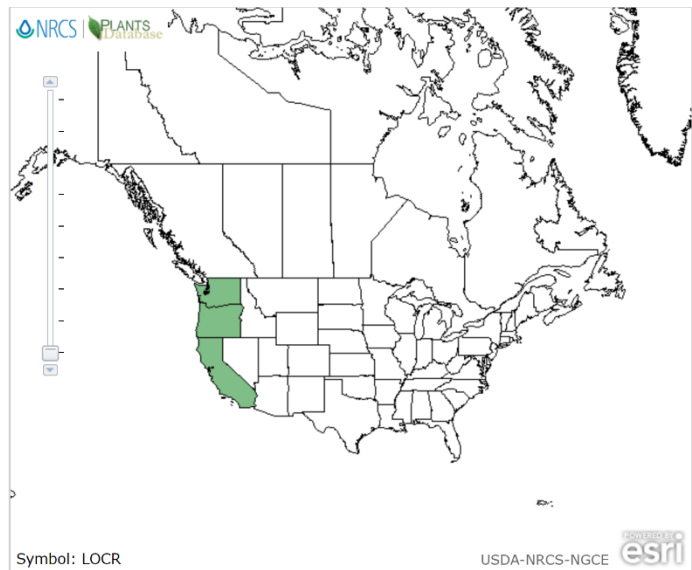 NRCS | PLANTS
Database
Symbol: LOCR
USDA-NRCS-NGCE
POWERED BY
esri